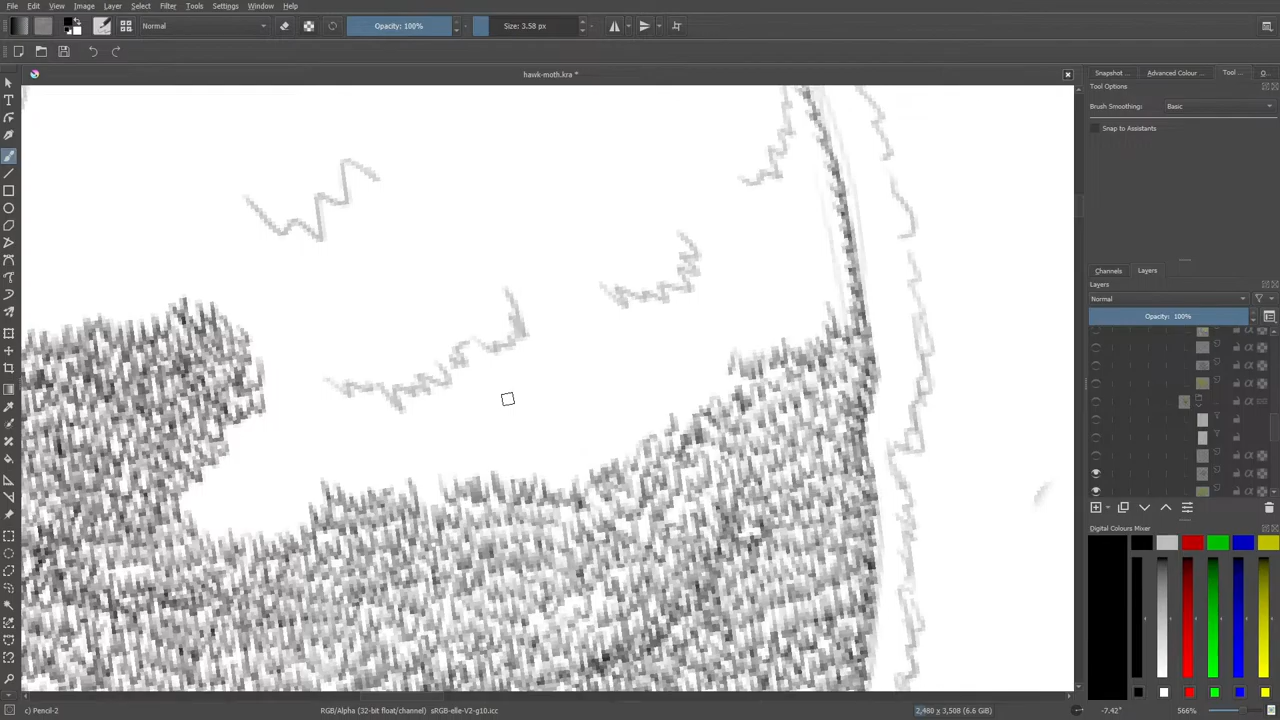 File Edit View Image Layer Select Filter Tools Settings Window Help
Normal Opacity: 100% Size: 3.58 px
hawk-moth.kra *
Snapshot ... Advanced Colour ... Tool ... O...
Tool Options
Brush Smoothing: Basic
Snap to Assistants
Channels Layers
Layers
Normal
Opacity: 100%
Digital Colours Mixer
c) Pencil-2 RGB/Alpha (32-bit float/channel) sRGB-elle-V2-g10.icc 2,480 x 3,508 (6.6 GiB) -7.42° 566%